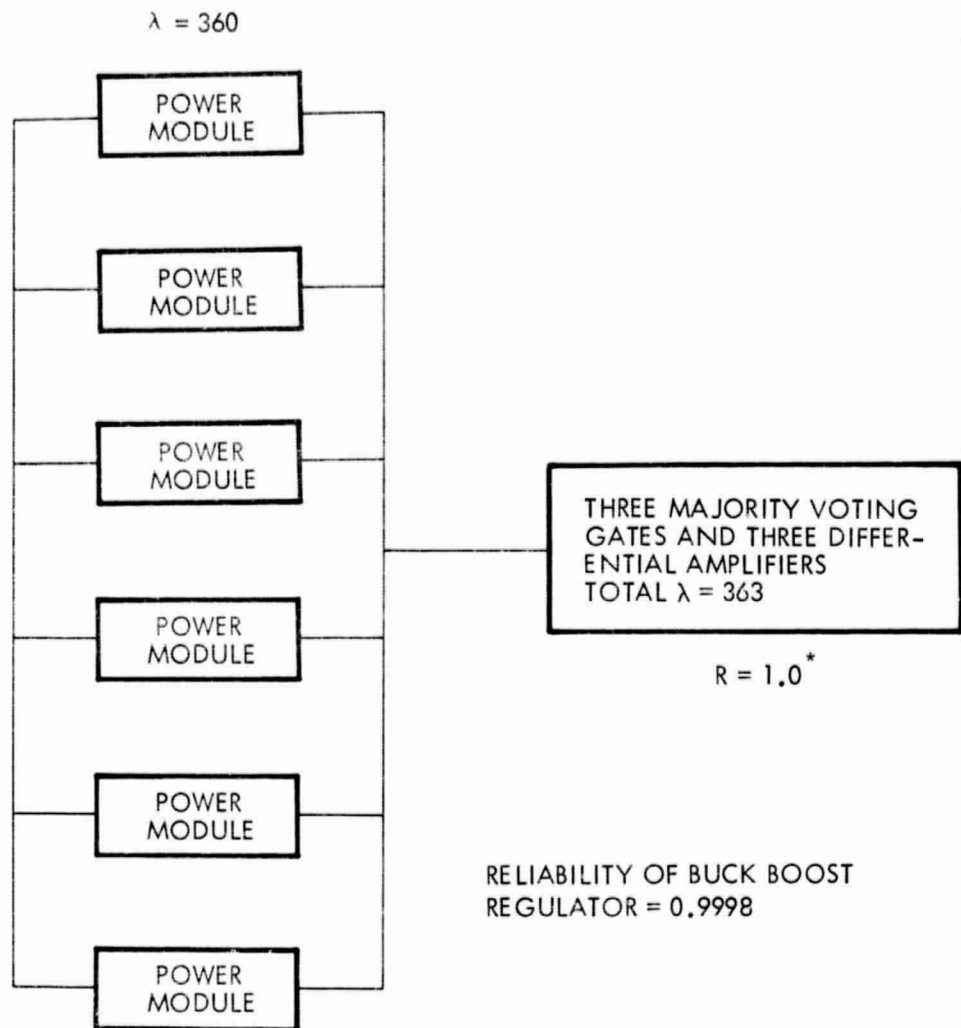 λ = 360
POWER
MODULE
POWER
MODULE
POWER
MODULE
POWER
MODULE
POWER
MODULE
POWER
MODULE
THREE MAJORITY VOTING
GATES AND THREE DIFFER-
ENTIAL AMPLIFIERS
TOTAL λ = 363
R = 1.0*
RELIABILITY OF BUCK BOOST
REGULATOR = 0.9998